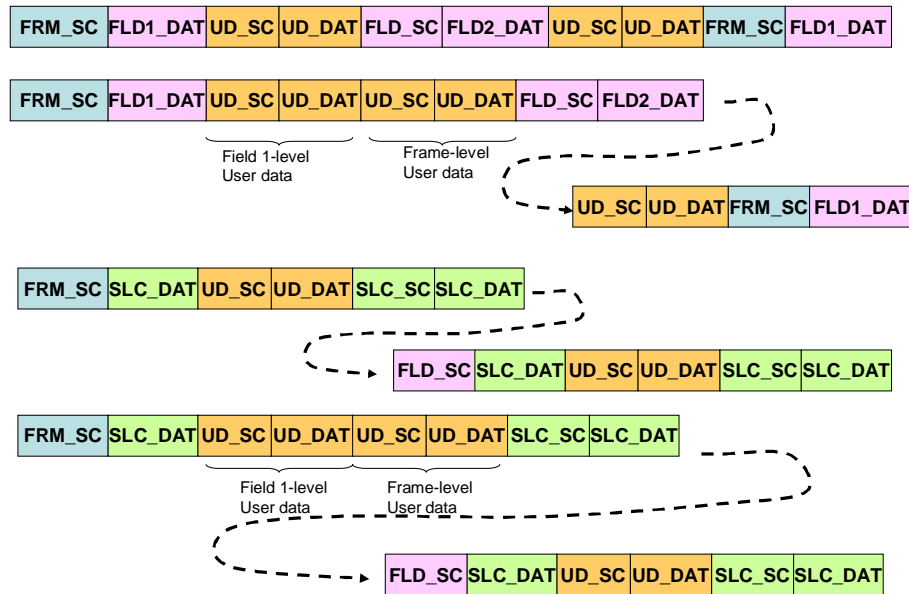 FRM_SC FLD1_DAT UD_SC UD_DAT FLD_SC FLD2_DAT UD_SC UD_DAT FRM_SC FLD1_DAT
FRM_SC FLD1_DAT UD_SC UD_DAT UD_SC UD_DAT FLD_SC FLD2_DAT
Field 1-level Frame-level
User data User data
UD_SC UD_DAT FRM_SC FLD1_DAT
FRM_SC SLC_DAT UD_SC UD_DAT SLC_SC SLC_DAT
FLD_SC SLC_DAT UD_SC UD_DAT SLC_SC SLC_DAT
FRM_SC SLC_DAT UD_SC UD_DAT UD_SC UD_DAT SLC_SC SLC_DAT
Field 1-level Frame-level
User data User data
FLD_SC SLC_DAT UD_SC UD_DAT SLC_SC SLC_DAT